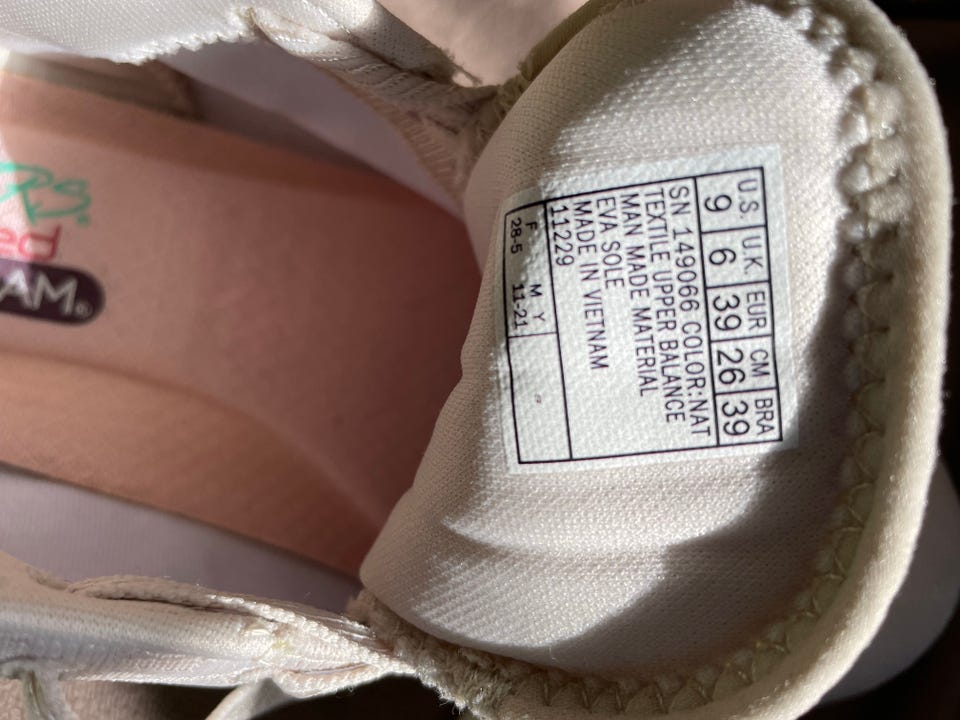 U.S. U.K. EUR CM BRA
9 6 39 26 39
SN 149066 COLOR:NAT
TEXTILE UPPER BALANCE
MAN MADE MATERIAL
EVA SOLE
MADE IN VIETNAM
11229
F M Y
28-5 11-21